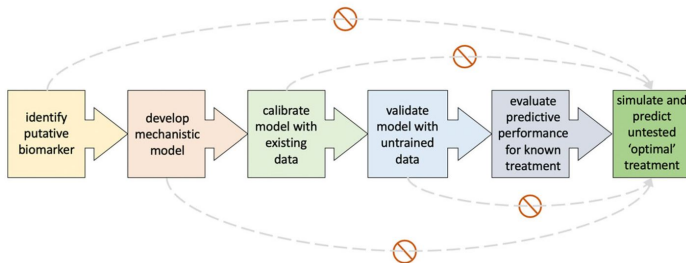 identify
putative
biomarker
develop
mechanistic
model
calibrate
model with
existing
data
validate
model with
untrained
data
evaluate
predictive
performance
for known
treatment
simulate and
predict
untested
'optimal'
treatment